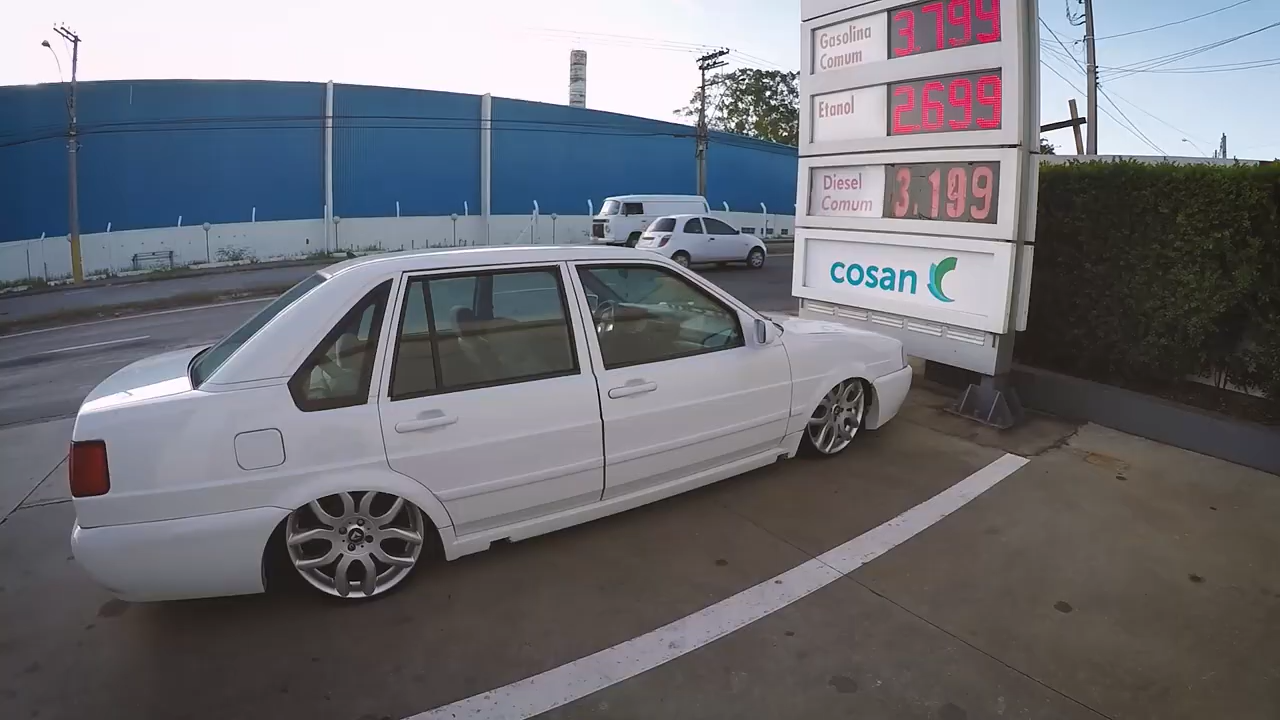 Gasolina
Comum
3.799
Etanol
2.699
Diesel
Comum
3.199
cosan